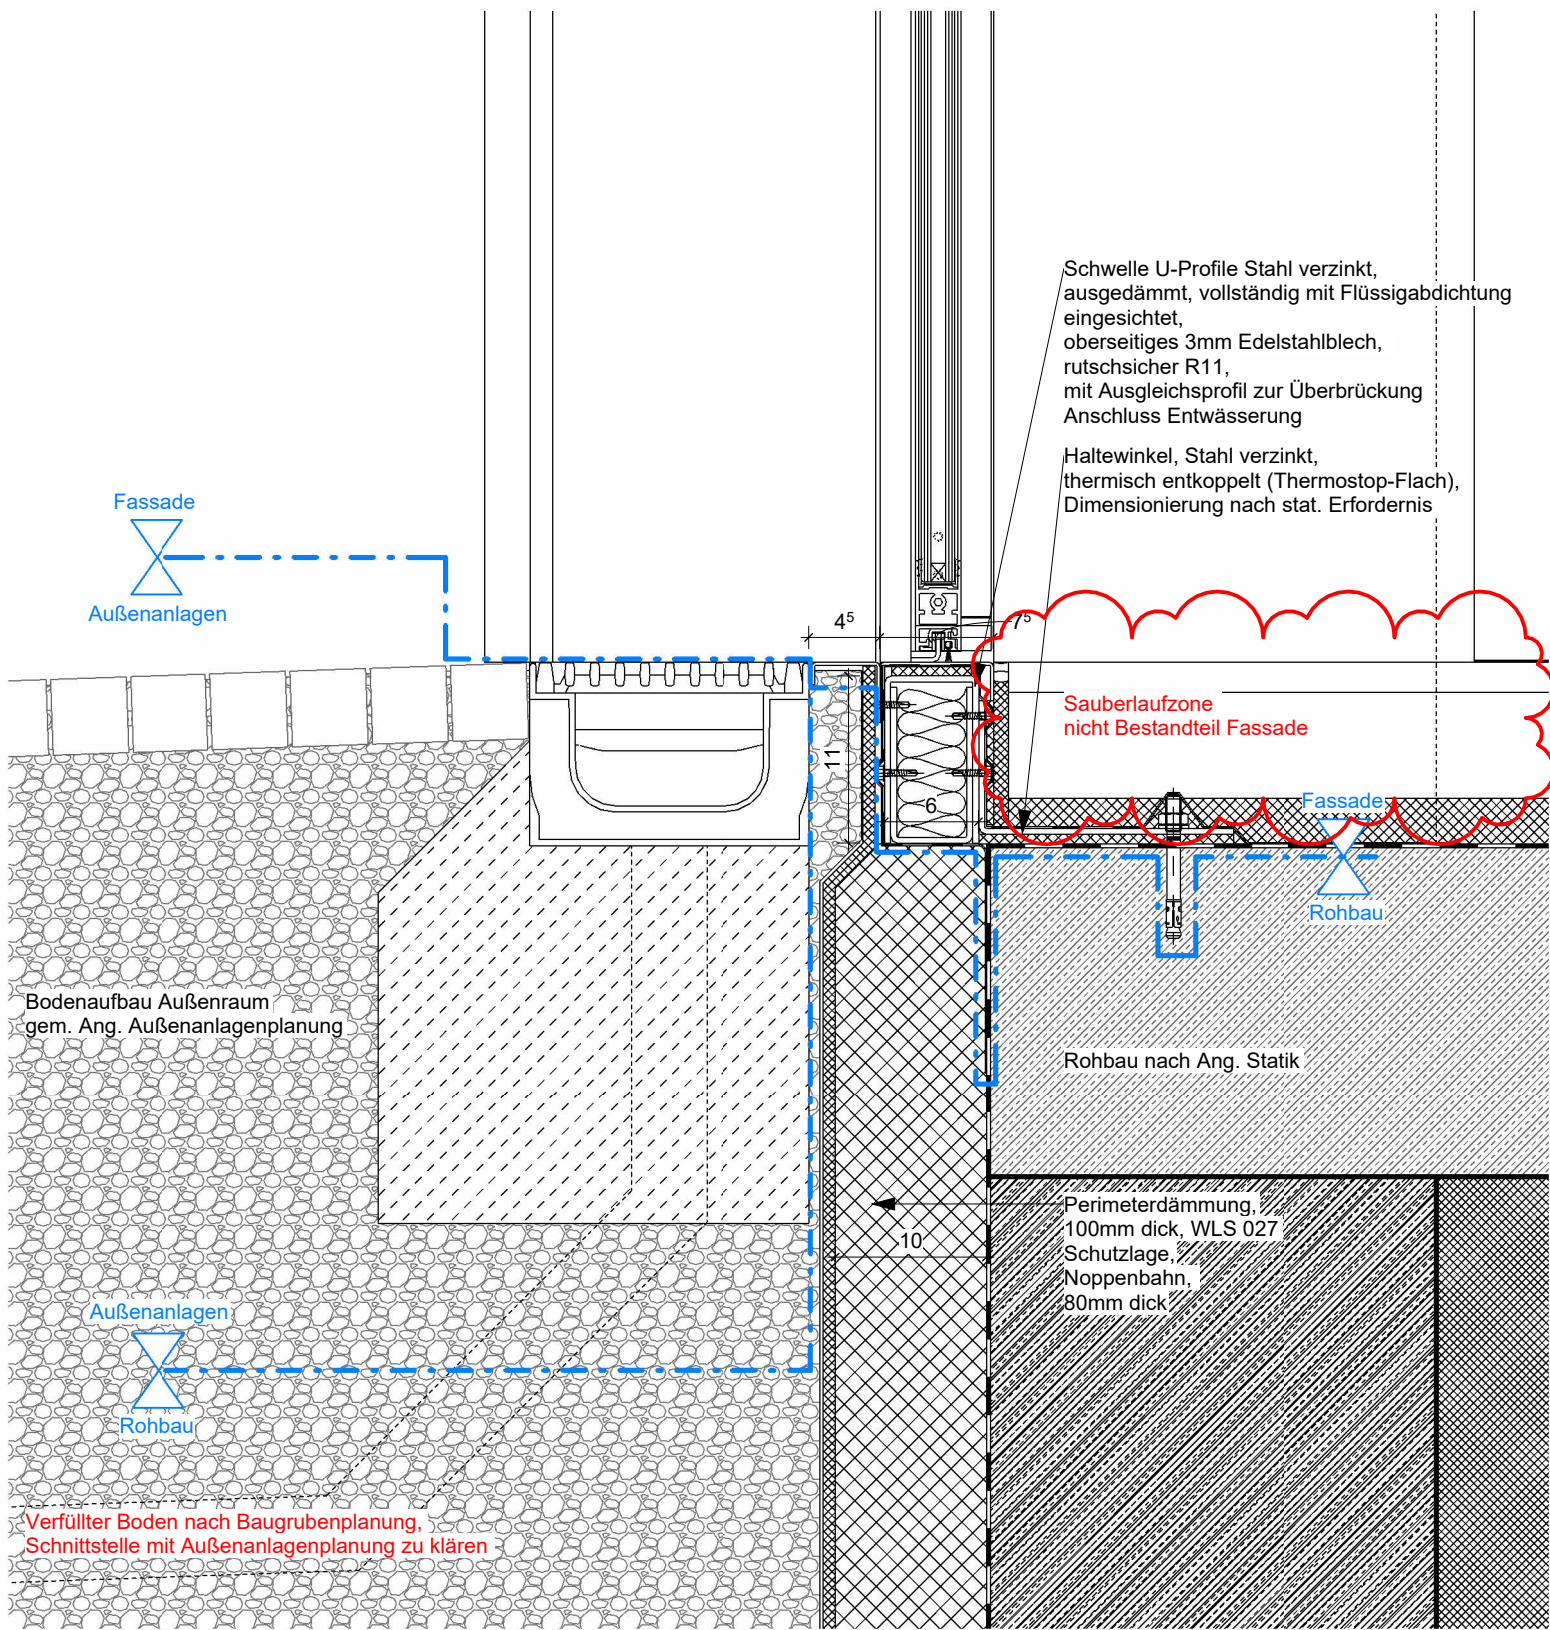 Schwelle U-Profile Stahl verzinkt,
ausgedämmt, vollständig mit Flüssigabdichtung
eingesichtet,
oberseitiges 3mm Edelstahlblech,
rutschsicher R11,
mit Ausgleichsprofil zur Überbrückung
Anschluss Entwässerung
Haltewinkel, Stahl verzinkt,
thermisch entkoppelt (Thermostop-Flach),
Dimensionierung nach stat. Erfordernis
Fassade
Außenanlagen
4⁵
7⁵
Sauberlaufzone
nicht Bestandteil Fassade
11
6
Fassade
Rohbau
Bodenaufbau Außenraum
gem. Ang. Außenanlagenplanung
Rohbau nach Ang. Statik
Perimeterdämmung,
100mm dick, WLS 027
Schutzlage,
Noppenbahn,
80mm dick
10
Außenanlagen
Rohbau
Verfüllter Boden nach Baugrubenplanung,
Schnittstelle mit Außenanlagenplanung zu klären